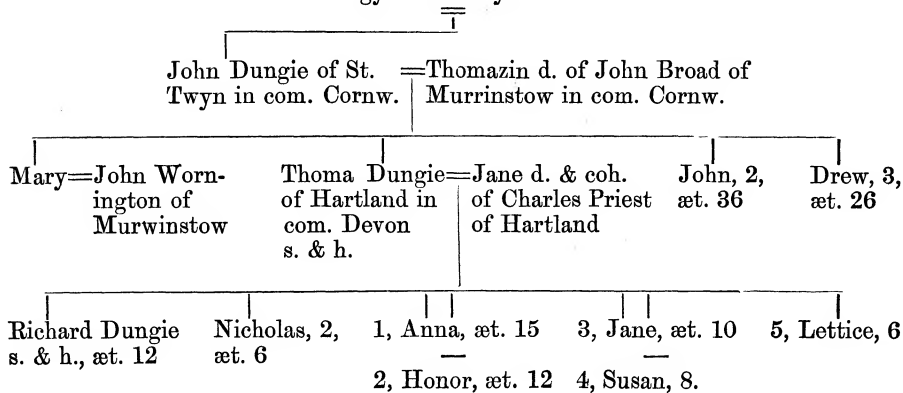 John Dungie of St. =Thomazin d. of John Broad of
Twyn in com. Cornw. Murrinstow in com. Cornw.
Mary=John Worn- Thoma Dungie=Jane d. & coh. John, 2, Drew, 3,
ington of of Hartland in of Charles Priest æt. 36 æt. 26
Murwinstow com. Devon of Hartland
s. & h.
Richard Dungie Nicholas, 2, 1, Anna, æt. 15 3, Jane, æt. 10 5, Lettice, 6
s. & h., æt. 12 æt. 6
2, Honor, æt. 12 4, Susan, 8.